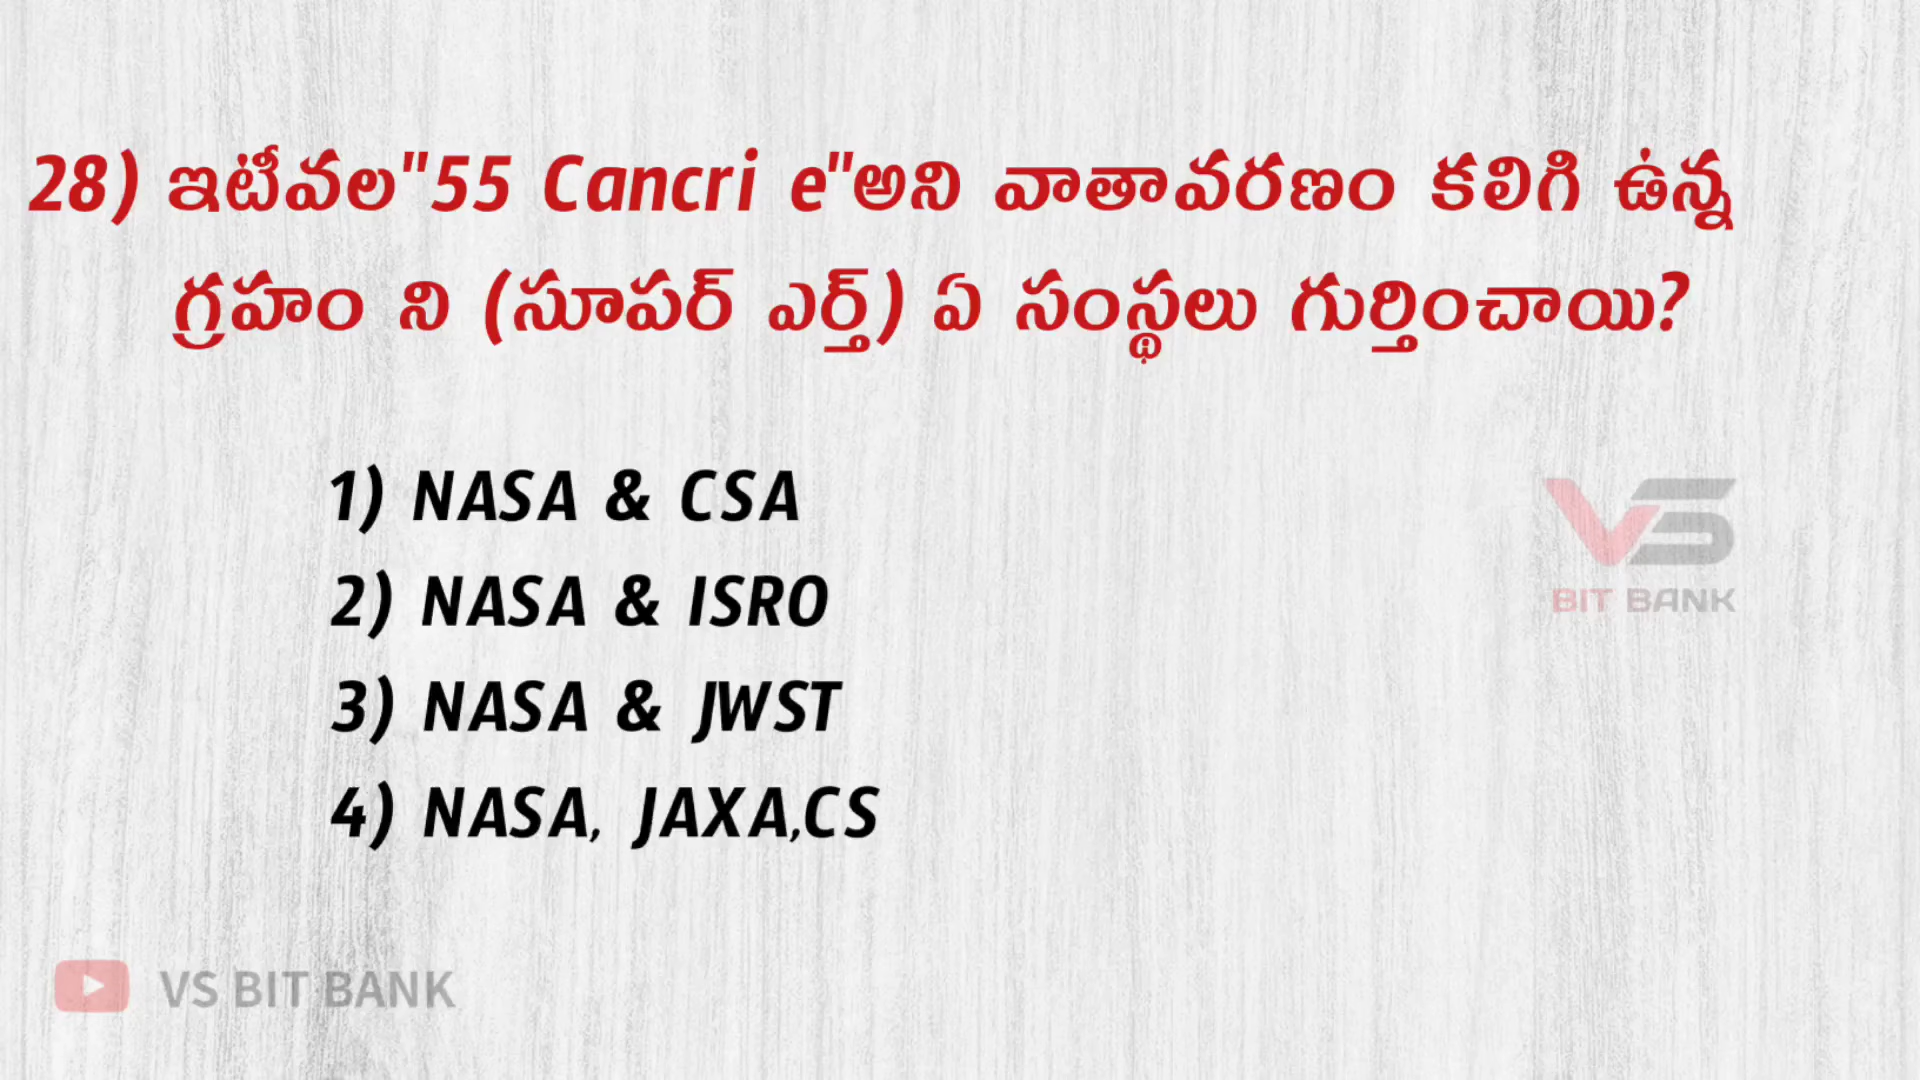 28) ఇటీవల"55 Cancri e"అని వాతావరణం కలిగి ఉన్న
గ్రహం ని (సూపర్ ఎర్త్) ఏ సంస్థలు గుర్తించాయి?
1) NASA & CSA
2) NASA & ISRO
3) NASA & JWST
4) NASA, JAXA,CS
VS
BIT BANK
VS BIT BANK